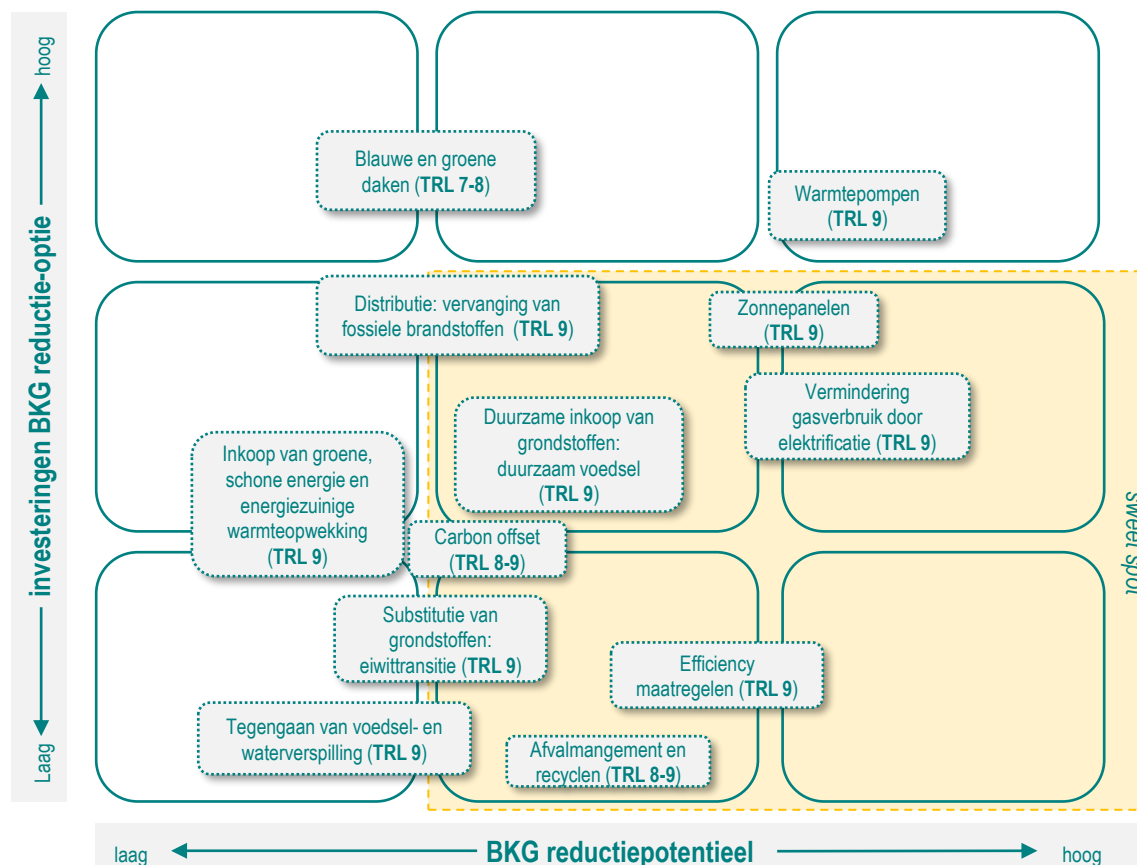 hoog
investeringen BKG reductie-optie
Laag
Blauwe en groene
daken (TRL 7-8)
Warmtepompen
(TRL 9)
Distributie: vervanging van
fossiele brandstoffen (TRL 9)
Zonnepanelen
(TRL 9)
Vermindering
gasverbruik door
elektrificatie (TRL 9)
Duurzame inkoop van
grondstoffen:
duurzaam voedsel
(TRL 9)
Inkoop van groene,
schone energie en
energiezuinige
warmteopwekking
(TRL 9)
sweet spot
Carbon offset
(TRL 8-9)
Substitutie van
grondstoffen:
eiwittransitie (TRL 9)
Efficiency
maatregelen (TRL 9)
Tegengaan van voedsel- en
waterverspilling (TRL 9)
Afvalmangement en
recyclen (TRL 8-9)
laag
BKG reductiepotentieel
hoog